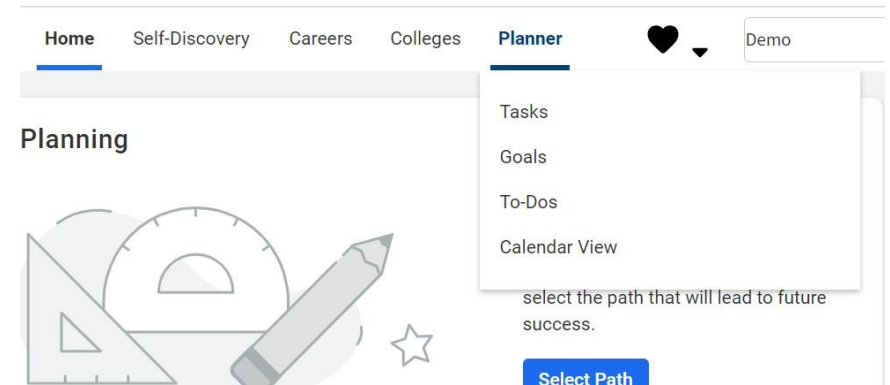 Home Self-Discovery Careers Colleges Planner Demo
Planning
Tasks
Goals
To-Dos
Calendar View
select the path that will lead to future
success.
Select Path